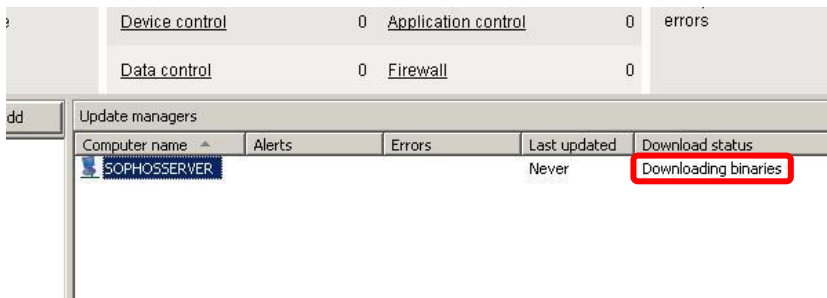 Device control 0 Application control 0 errors
Data control 0 Firewall 0
dd Update managers
Computer name Alerts Errors Last updated Download status
SOPHOSSERVER Never Downloading binaries